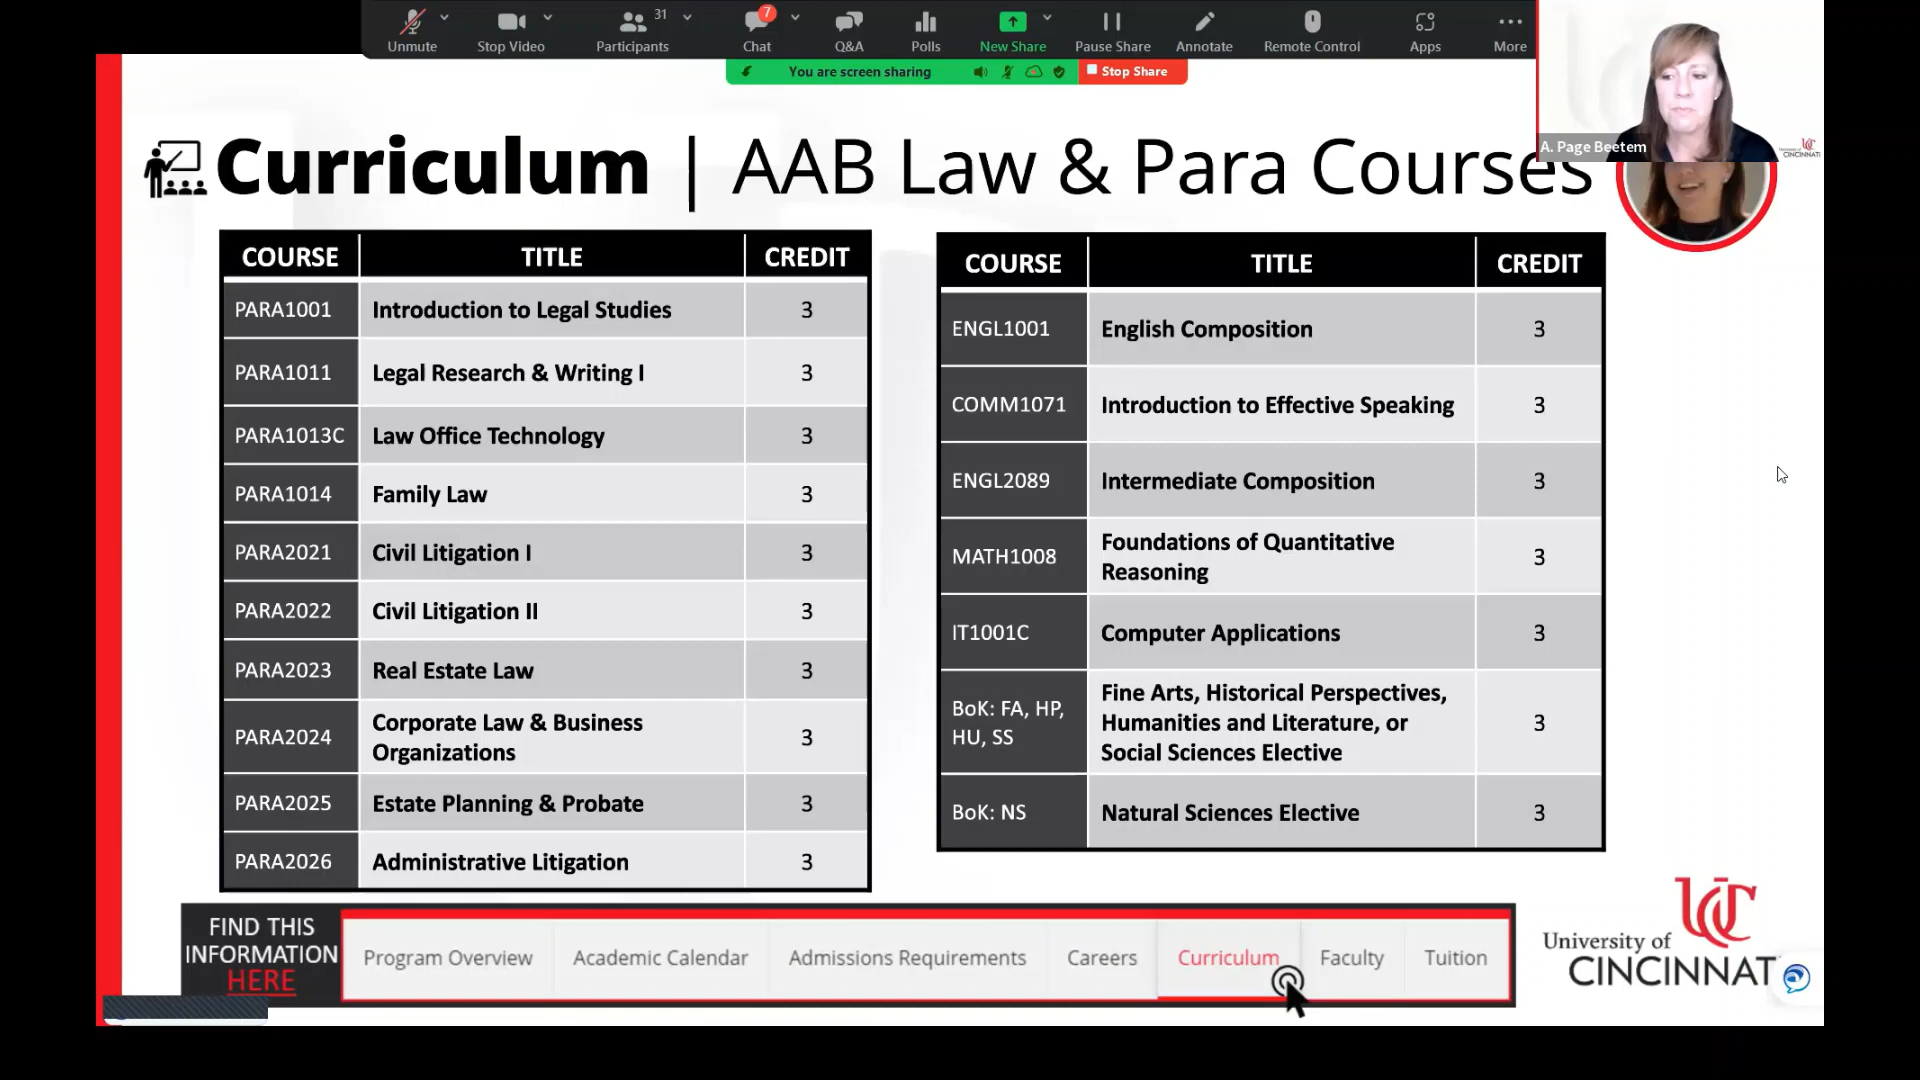 Unmute
Stop Video
31
Participants
7
Chat
Q&A
Polls
New Share
Pause Share
Annotate
Remote Control
Apps
More
You are screen sharing
Stop Share
A. Page Beetem
CINCINNATI
Curriculum | AAB Law & Para Courses
COURSE TITLE CREDIT
PARA1001 Introduction to Legal Studies 3
PARA1011 Legal Research & Writing I 3
PARA1013C Law Office Technology 3
PARA1014 Family Law 3
PARA2021 Civil Litigation I 3
PARA2022 Civil Litigation II 3
PARA2023 Real Estate Law 3
PARA2024 Corporate Law & Business
Organizations 3
PARA2025 Estate Planning & Probate 3
PARA2026 Administrative Litigation 3
COURSE TITLE CREDIT
ENGL1001 English Composition 3
COMM1071 Introduction to Effective Speaking 3
ENGL2089 Intermediate Composition 3
MATH1008 Foundations of Quantitative
Reasoning 3
IT1001C Computer Applications 3
BoK: FA, HP,
HU, SS
Fine Arts, Historical Perspectives,
Humanities and Literature, or
Social Sciences Elective
3
BoK: NS Natural Sciences Elective 3
FIND THIS
INFORMATION
HERE
Program Overview Academic Calendar Admissions Requirements Careers Curriculum Faculty Tuition
UC
University of
CINCINNAT